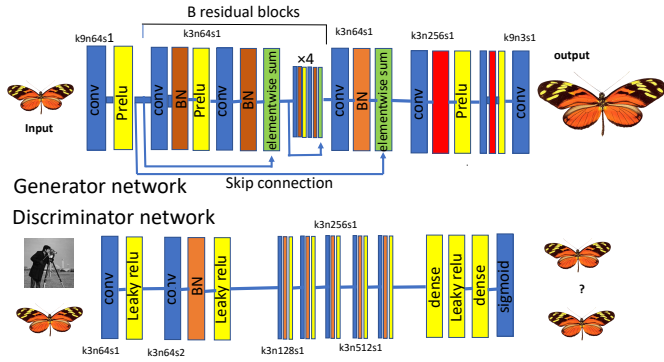 B residual blocks
k9n64s1
k3n64s1
k3n64s1
k3n256s1
k9n3s1
×4
output
Input
conv
Prelu
conv
BN
Prelu
conv
BN
elementwise sum
conv
BN
elementwise sum
conv
Prelu
conv
Skip connection
Generator network
Discriminator network
k3n256s1
conv
Leaky relu
conv
BN
Leaky relu
dense
Leaky relu
dense
sigmoid
?
k3n64s1
k3n64s2
k3n128s1
k3n512s1